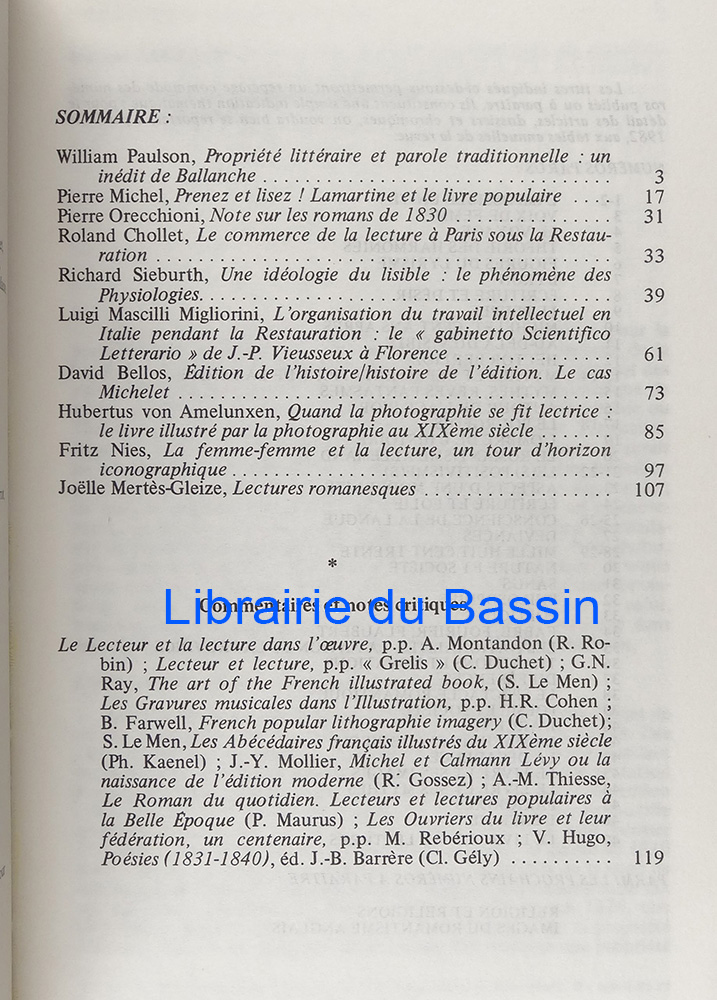 SOMMAIRE :
William Paulson, Propriété littéraire et parole traditionnelle : un
inédit de Ballanche . . . . . . . . . . . . . . . . . . . . . . . . . . . . . . . . . 3
Pierre Michel, Prenez et lisez ! Lamartine et le livre populaire . . . . 17
Pierre Orecchioni, Note sur les romans de 1830 . . . . . . . . . . . . . . . 31
Roland Chollet, Le commerce de la lecture à Paris sous la Restau-
ration . . . . . . . . . . . . . . . . . . . . . . . . . . . . . . . . . . . . . . . . . . 33
Richard Sieburth, Une idéologie du lisible : le phénomène des
Physiologies. . . . . . . . . . . . . . . . . . . . . . . . . . . . . . . . . . . . . . 39
Luigi Mascilli Migliorini, L'organisation du travail intellectuel en
Italie pendant la Restauration : le « gabinetto Scientifico
Letterario » de J.-P. Vieusseux à Florence . . . . . . . . . . . . . . 61
David Bellos, Édition de l'histoire/histoire de l'édition. Le cas
Michelet . . . . . . . . . . . . . . . . . . . . . . . . . . . . . . . . . . . . . . . . 73
Hubertus von Amelunxen, Quand la photographie se fit lectrice :
le livre illustré par la photographie au XIXème siècle . . . . . . . 85
Fritz Nies, La femme-femme et la lecture, un tour d'horizon
iconographique . . . . . . . . . . . . . . . . . . . . . . . . . . . . . . . . . . . 97
Joëlle Mertès-Gleize, Lectures romanesques . . . . . . . . . . . . . . . . . 107
*
Commentaires et notes critiques
Librairie du Bassin
Le Lecteur et la lecture dans l'œuvre, p.p. A. Montandon (R. Ro-
bin) ; Lecteur et lecture, p.p. « Grelis » (C. Duchet) ; G.N.
Ray, The art of the French illustrated book, (S. Le Men) ;
Les Gravures musicales dans l'Illustration, p.p. H.R. Cohen ;
B. Farwell, French popular lithographie imagery (C. Duchet);
S. Le Men, Les Abécédaires français illustrés du XIXème siècle
(Ph. Kaenel) ; J.-Y. Mollier, Michel et Calmann Lévy ou la
naissance de l'édition moderne (R. Gossez) ; A.-M. Thiesse,
Le Roman du quotidien. Lecteurs et lectures populaires à
la Belle Époque (P. Maurus) ; Les Ouvriers du livre et leur
fédération, un centenaire, p.p. M. Rebérioux ; V. Hugo,
Poésies (1831-1840), éd. J.-B. Barrère (Cl. Gély) . . . . . . . . . . 119